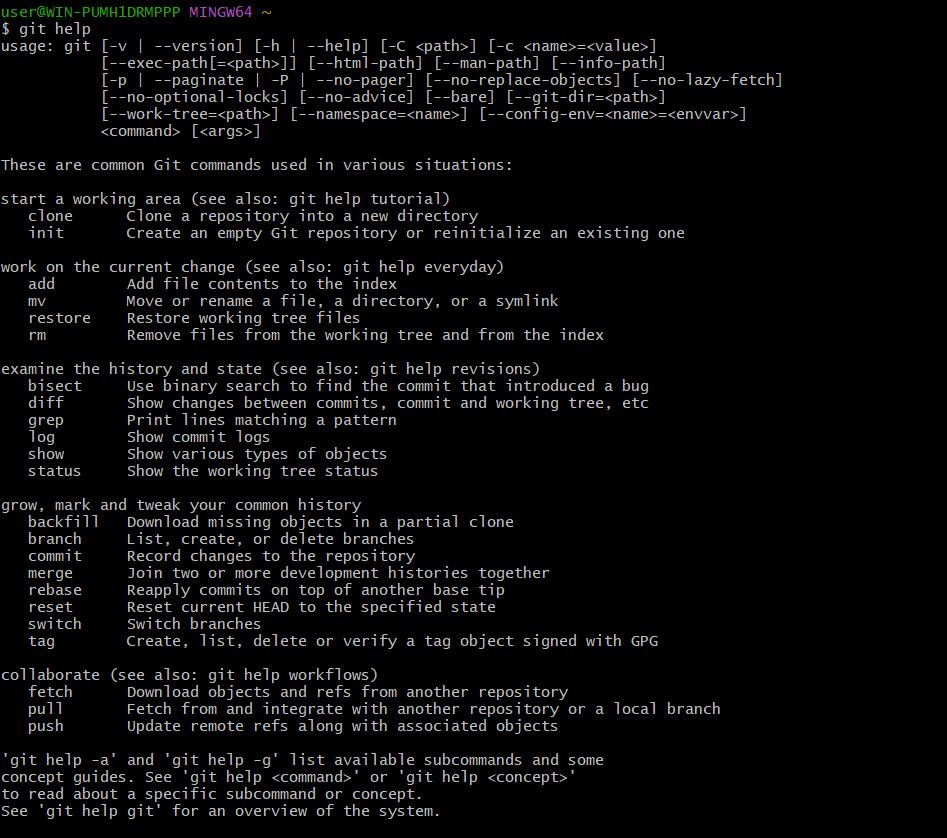 user@WIN-PUMH1DRMPPP MINGW64 ~
$ git help
usage: git [-v | --version] [-h | --help] [-C <path>] [-c <name>=<value>]
           [--exec-path[=<path>]] [--html-path] [--man-path] [--info-path]
           [-p | --paginate | -P | --no-pager] [--no-replace-objects] [--no-lazy-fetch]
           [--no-optional-locks] [--no-advice] [--bare] [--git-dir=<path>]
           [--work-tree=<path>] [--namespace=<name>] [--config-env=<name>=<envvar>]
           <command> [<args>]

These are common Git commands used in various situations:

start a working area (see also: git help tutorial)
   clone      Clone a repository into a new directory
   init       Create an empty Git repository or reinitialize an existing one

work on the current change (see also: git help everyday)
   add        Add file contents to the index
   mv         Move or rename a file, a directory, or a symlink
   restore    Restore working tree files
   rm         Remove files from the working tree and from the index

examine the history and state (see also: git help revisions)
   bisect     Use binary search to find the commit that introduced a bug
   diff       Show changes between commits, commit and working tree, etc
   grep       Print lines matching a pattern
   log        Show commit logs
   show       Show various types of objects
   status     Show the working tree status

grow, mark and tweak your common history
   backfill   Download missing objects in a partial clone
   branch     List, create, or delete branches
   commit     Record changes to the repository
   merge      Join two or more development histories together
   rebase     Reapply commits on top of another base tip
   reset      Reset current HEAD to the specified state
   switch     Switch branches
   tag        Create, list, delete or verify a tag object signed with GPG

collaborate (see also: git help workflows)
   fetch      Download objects and refs from another repository
   pull       Fetch from and integrate with another repository or a local branch
   push       Update remote refs along with associated objects

'git help -a' and 'git help -g' list available subcommands and some
concept guides. See 'git help <command>' or 'git help <concept>'
to read about a specific subcommand or concept.
See 'git help git' for an overview of the system.